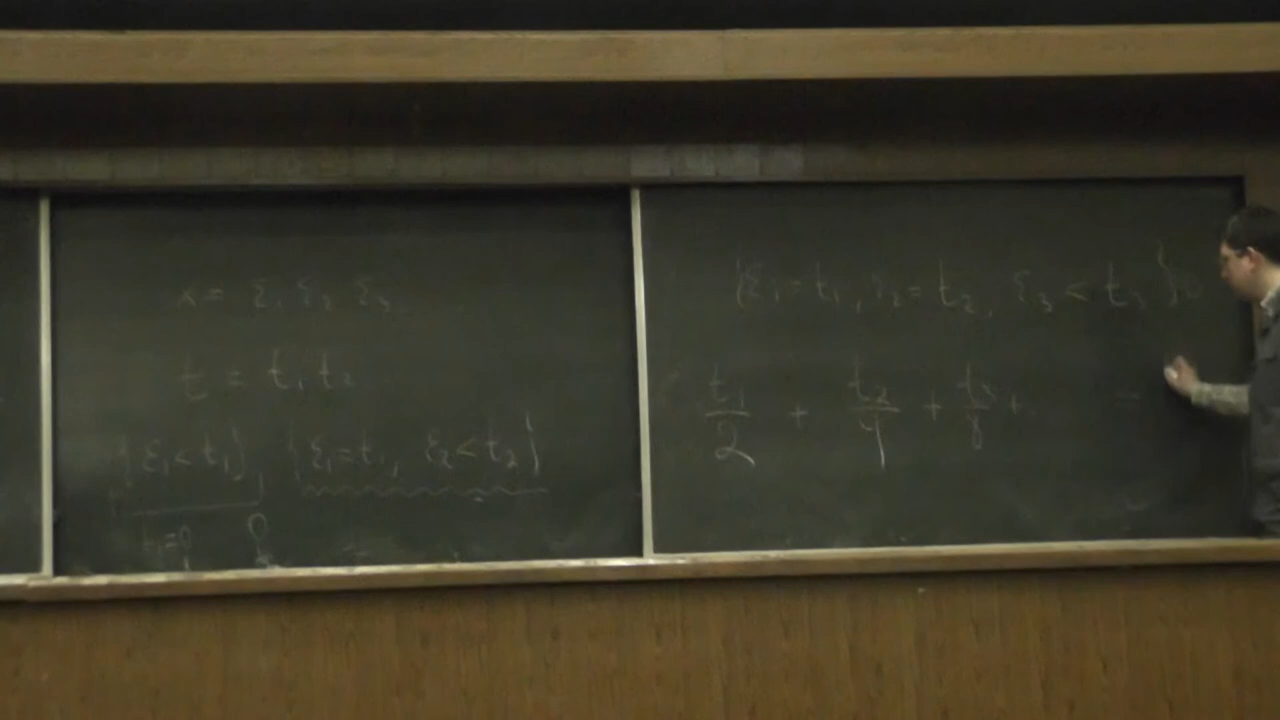 x = ξ₁ ξ₂ ξ₃
t = t₁ t₂
{ξ₁ < t₁}, {ξ₁ = t₁, ξ₂ < t₂}
{ξ₁ = t₁, ξ₂ = t₂, ξ₃ < t₃}
t₁/2 + t₂/4 + t₃/8 +